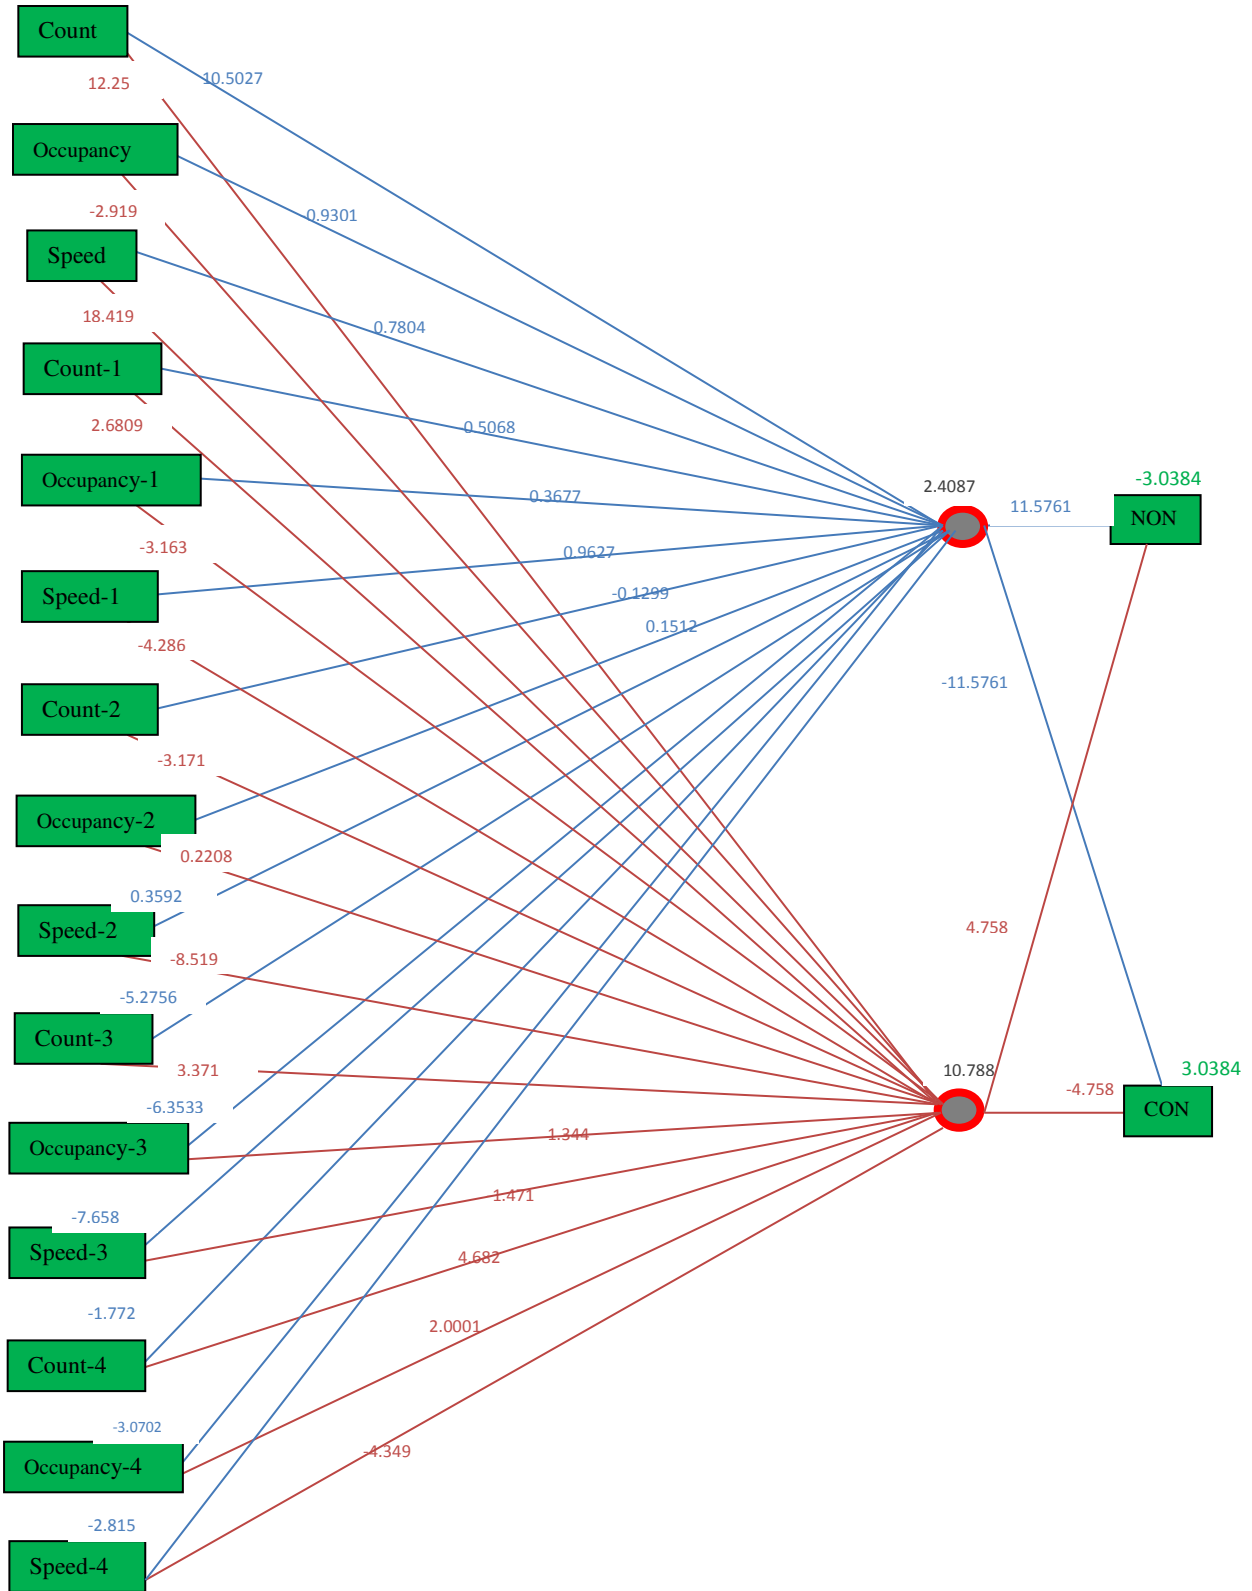 Count
12.25
10.5027
Occupancy
-2.919
0.9301
Speed
18.419
0.7804
Count-1
2.6809
0.5068
Occupancy-1
2.4087
-3.0384
0.3677
11.5761
NON
-3.163
0.9627
Speed-1
-0.1299
0.1512
-4.286
-11.5761
Count-2
-3.171
Occupancy-2
0.2208
0.3592
Speed-2
4.758
-8.519
-5.2756
Count-3
3.371
10.788
3.0384
-4.758
CON
-6.3533
Occupancy-3
1.344
-7.658
1.471
Speed-3
4.682
-1.772
2.0001
Count-4
-3.0702
-4.349
Occupancy-4
-2.815
Speed-4